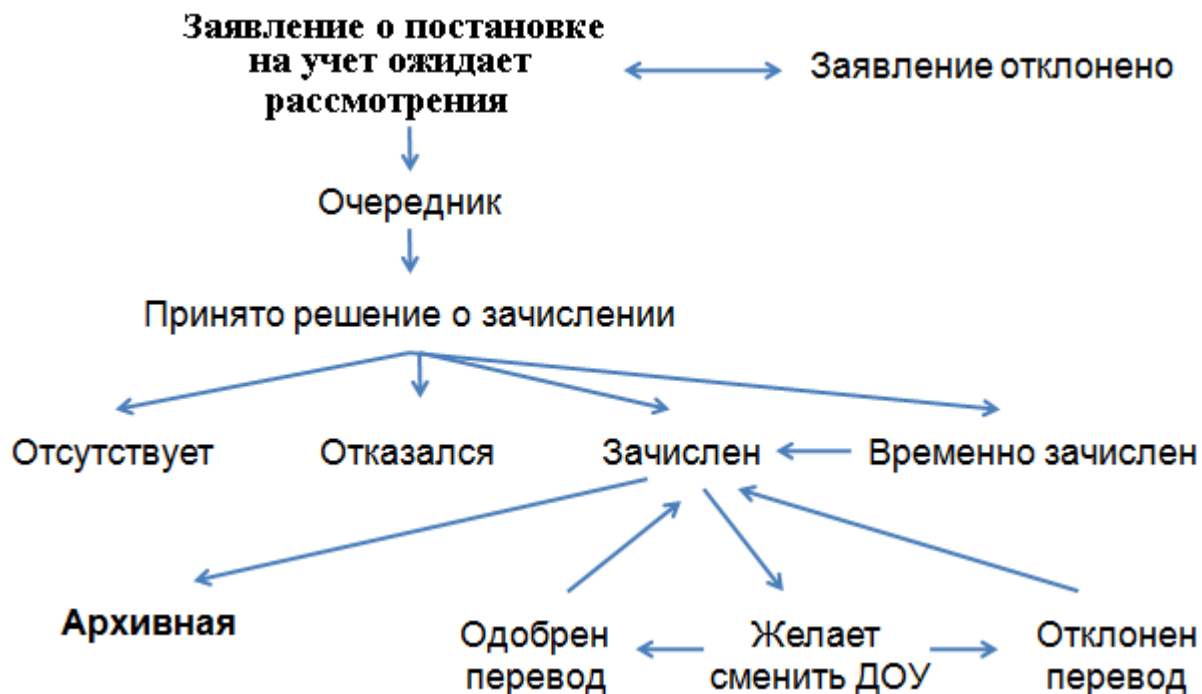 Заявление о постановке
на учет ожидает
рассмотрения
Заявление отклонено
Очередник
Принято решение о зачислении
Отсутствует
Отказался
Зачислен
Временно зачислен
Архивная
Одобрен
перевод
Желает
сменить ДОУ
Отклонен
перевод